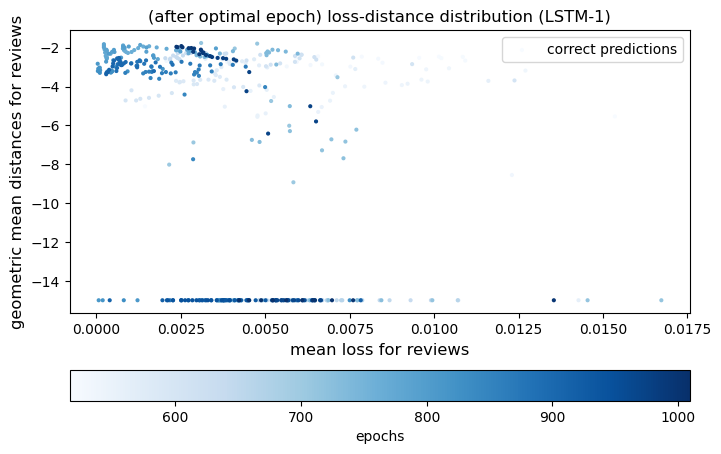 (after optimal epoch) loss-distance distribution (LSTM-1)
correct predictions
geometric mean distances for reviews
−2
−4
−6
−8
−10
−12
−14
0.0000 0.0025 0.0050 0.0075 0.0100 0.0125 0.0150 0.0175
mean loss for reviews
600 700 800 900 1000
epochs